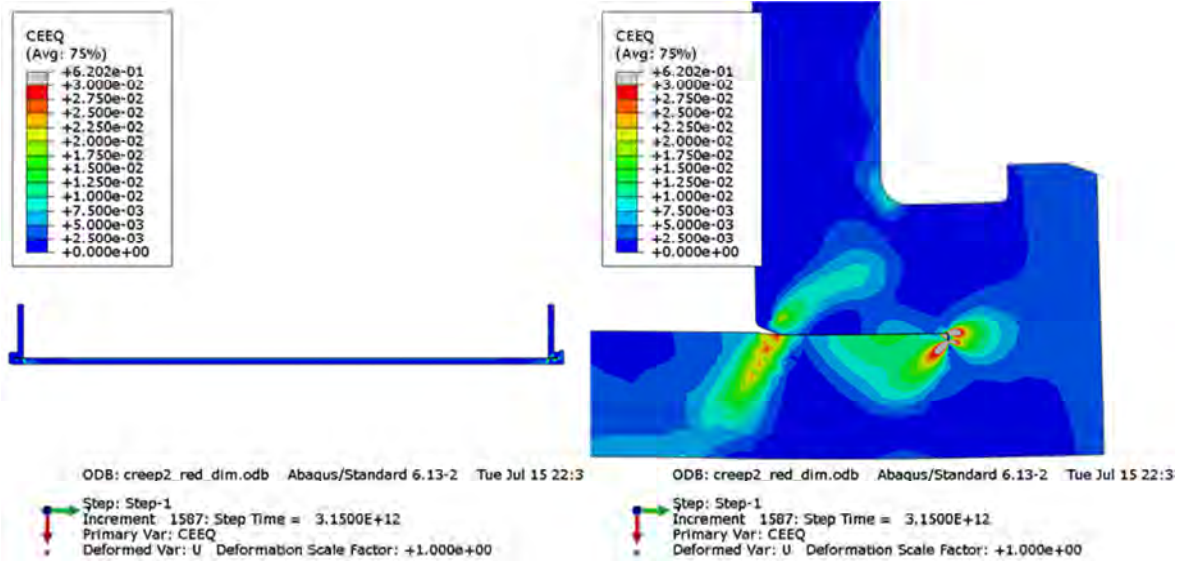 CEEQ
(Avg: 75%)
+6.202e-01
+3.000e-02
+2.750e-02
+2.500e-02
+2.250e-02
+2.000e-02
+1.750e-02
+1.500e-02
+1.250e-02
+1.000e-02
+7.500e-03
+5.000e-03
+2.500e-03
+0.000e+00
ODB: creep2_red_dim.odb Abaqus/Standard 6.13-2 Tue Jul 15 22:3
Step: Step-1
Increment 1587: Step Time = 3.1500E+12
Primary Var: CEEQ
Deformed Var: U Deformation Scale Factor: +1.000e+00
CEEQ
(Avg: 75%)
+6.202e-01
+3.000e-02
+2.750e-02
+2.500e-02
+2.250e-02
+2.000e-02
+1.750e-02
+1.500e-02
+1.250e-02
+1.000e-02
+7.500e-03
+5.000e-03
+2.500e-03
+0.000e+00
ODB: creep2_red_dim.odb Abaqus/Standard 6.13-2 Tue Jul 15 22:3
Step: Step-1
Increment 1587: Step Time = 3.1500E+12
Primary Var: CEEQ
Deformed Var: U Deformation Scale Factor: +1.000e+00